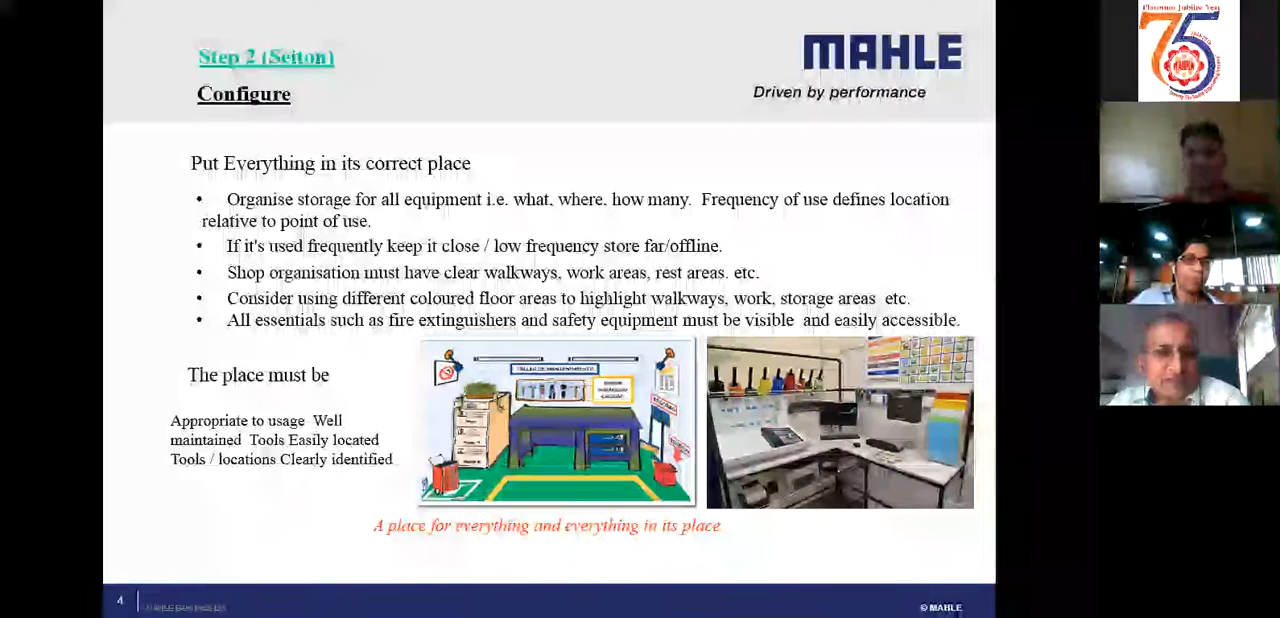 Step 2 (Seiton)
Configure
MAHLE
Driven by performance
Put Everything in its correct place
• Organise storage for all equipment i.e. what, where, how many. Frequency of use defines location
relative to point of use.
• If it's used frequently keep it close / low frequency store far/offline.
• Shop organisation must have clear walkways, work areas, rest areas. etc.
• Consider using different coloured floor areas to highlight walkways, work, storage areas etc.
• All essentials such as fire extinguishers and safety equipment must be visible and easily accessible.
The place must be
Appropriate to usage Well
maintained Tools Easily located
Tools / locations Clearly identified
A place for everything and everything in its place
4
© MAHLE
Platinum Jubilee Year
75